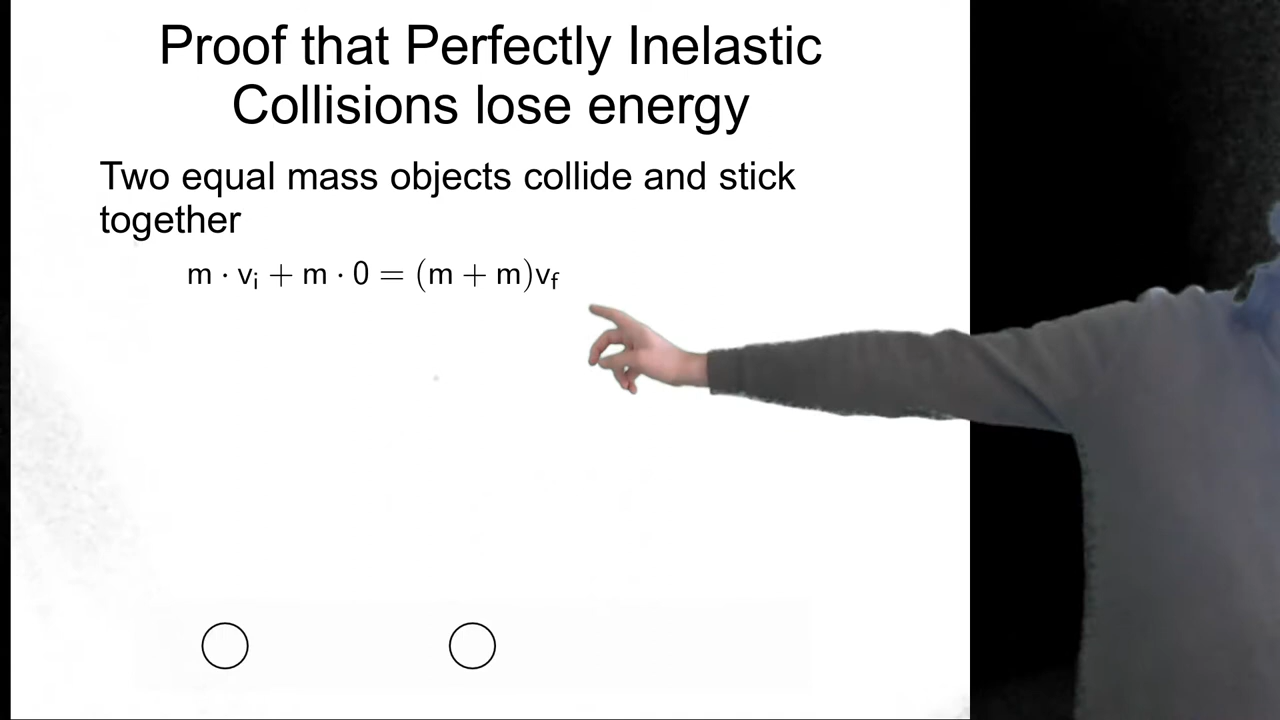 Proof that Perfectly Inelastic
Collisions lose energy
Two equal mass objects collide and stick
together
m · vᵢ + m · 0 = (m + m)v_f